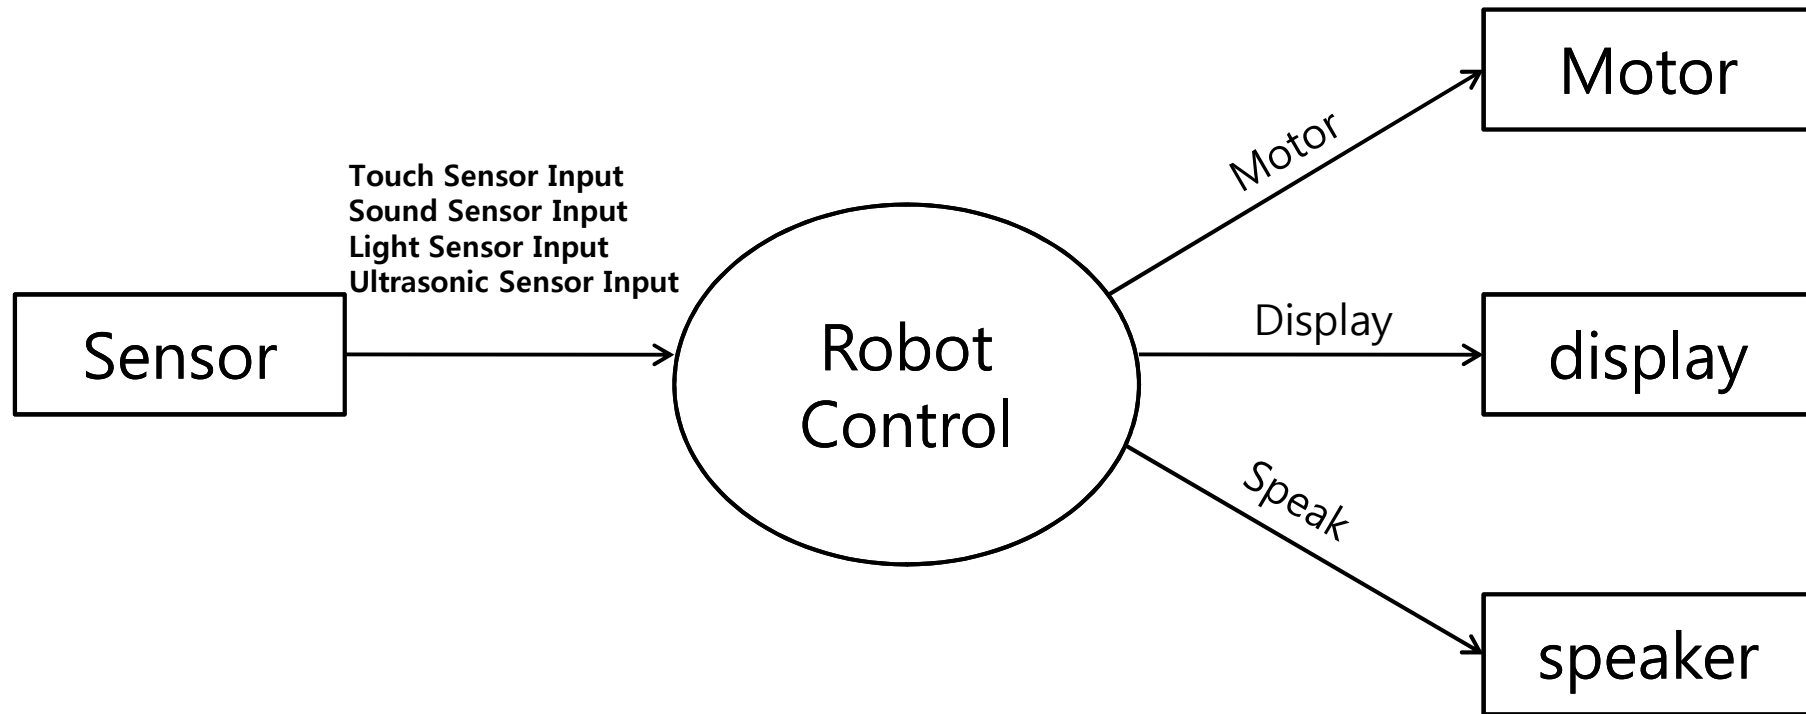 Motor
Motor
Touch Sensor Input
Sound Sensor Input
Light Sensor Input
Ultrasonic Sensor Input
Sensor
Robot
Control
Display
display
Speak
speaker